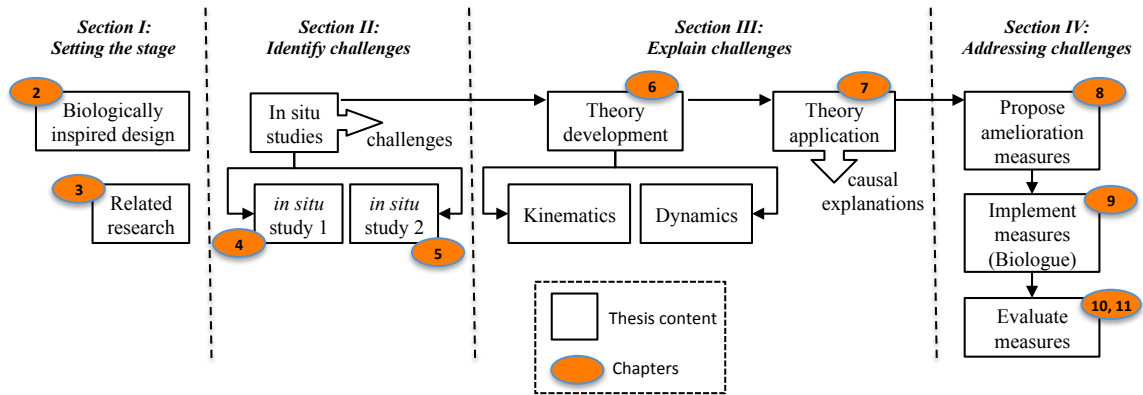 Section I:
Setting the stage
2
Biologically
inspired design
3
Related
research
Section II:
Identify challenges
In situ
studies
challenges
in situ
study 1
4
in situ
study 2
5
Section III:
Explain challenges
6
Theory
development
Kinematics
Dynamics
7
Theory
application
causal
explanations
Section IV:
Addressing challenges
8
Propose
amelioration
measures
9
Implement
measures
(Biologue)
10, 11
Evaluate
measures
Thesis content
Chapters